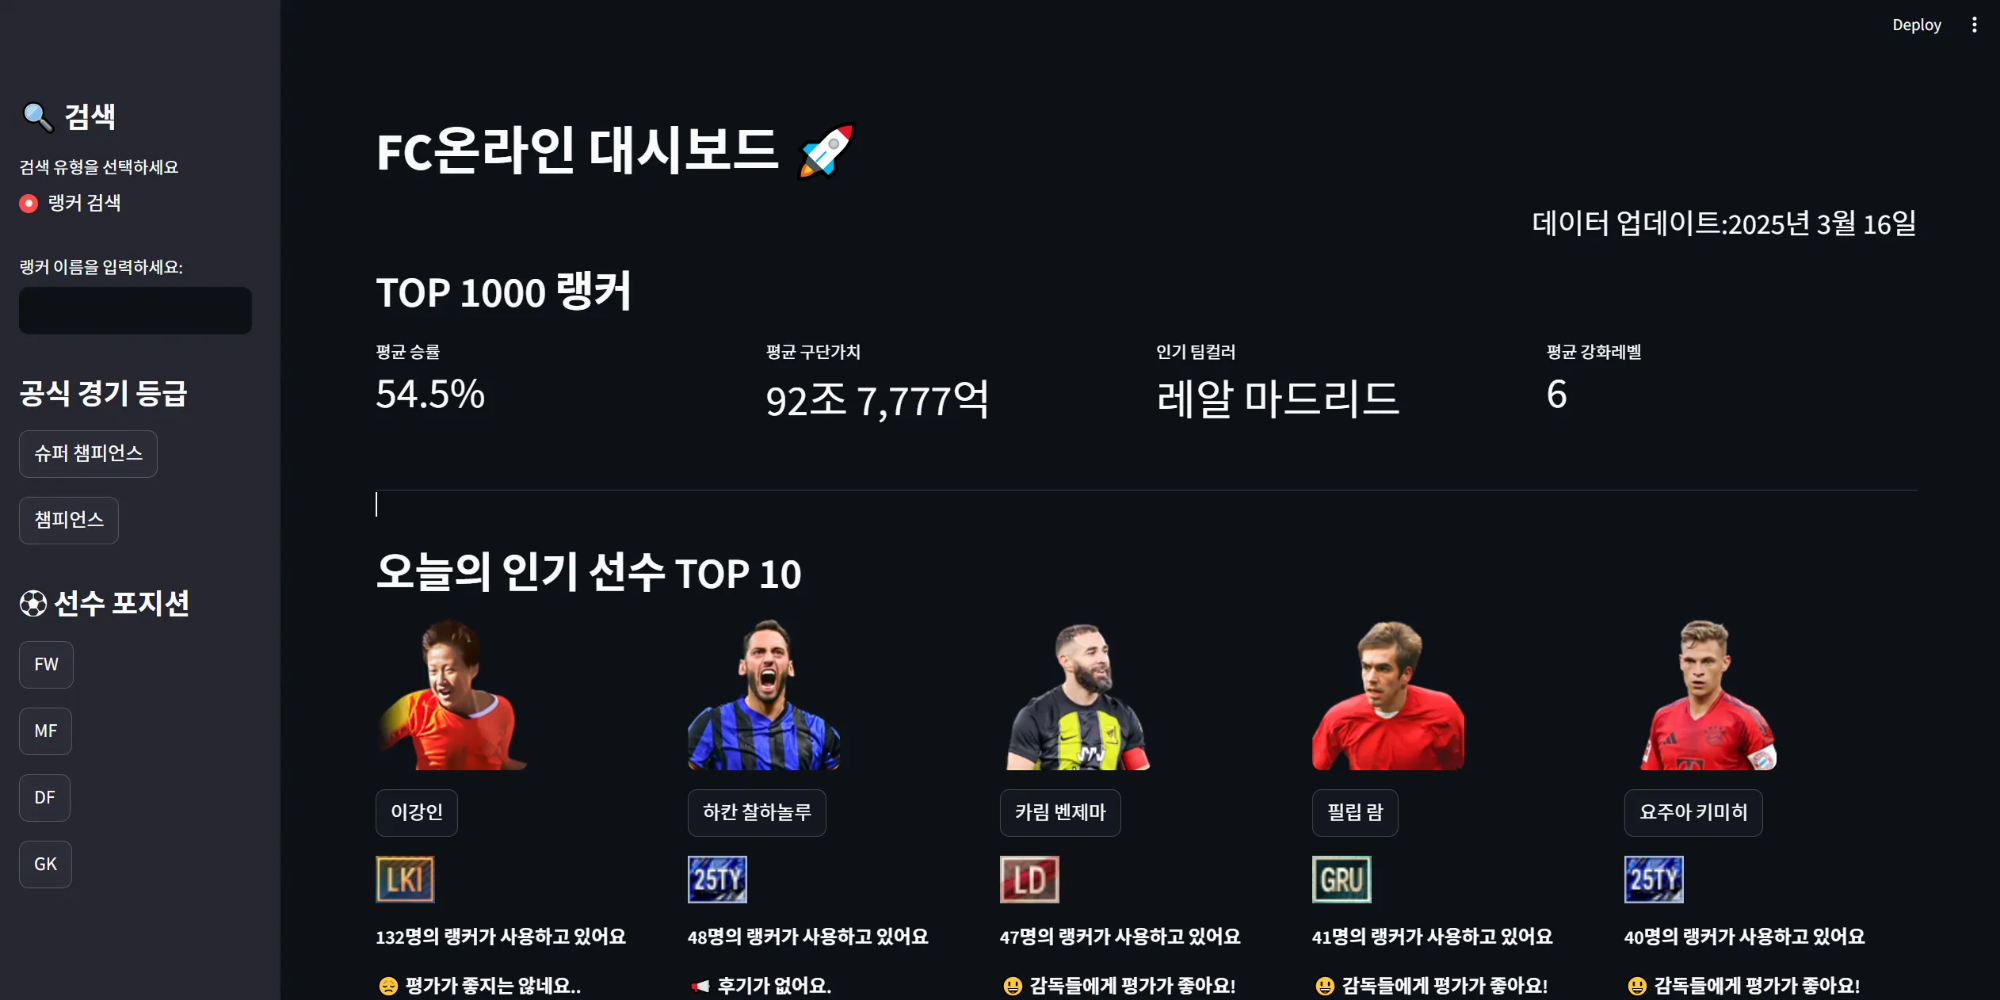 Deploy
검색
검색 유형을 선택하세요
랭커 검색
랭커 이름을 입력하세요:
공식 경기 등급
슈퍼 챔피언스
챔피언스
선수 포지션
FW
MF
DF
GK
FC온라인 대시보드
데이터 업데이트:2025년 3월 16일
TOP 1000 랭커
평균 승률 평균 구단가치 인기 팀컬러 평균 강화레벨
54.5% 92조 7,777억 레알 마드리드 6
오늘의 인기 선수 TOP 10
이강인 하칸 찰하놀루 카림 벤제마 필립 람 요주아 키미히
LKI 25TY LD GRU 25TY
132명의 랭커가 사용하고 있어요 48명의 랭커가 사용하고 있어요 47명의 랭커가 사용하고 있어요 41명의 랭커가 사용하고 있어요 40명의 랭커가 사용하고 있어요
평가가 좋지는 않네요.. 후기가 없어요. 감독들에게 평가가 좋아요! 감독들에게 평가가 좋아요! 감독들에게 평가가 좋아요!